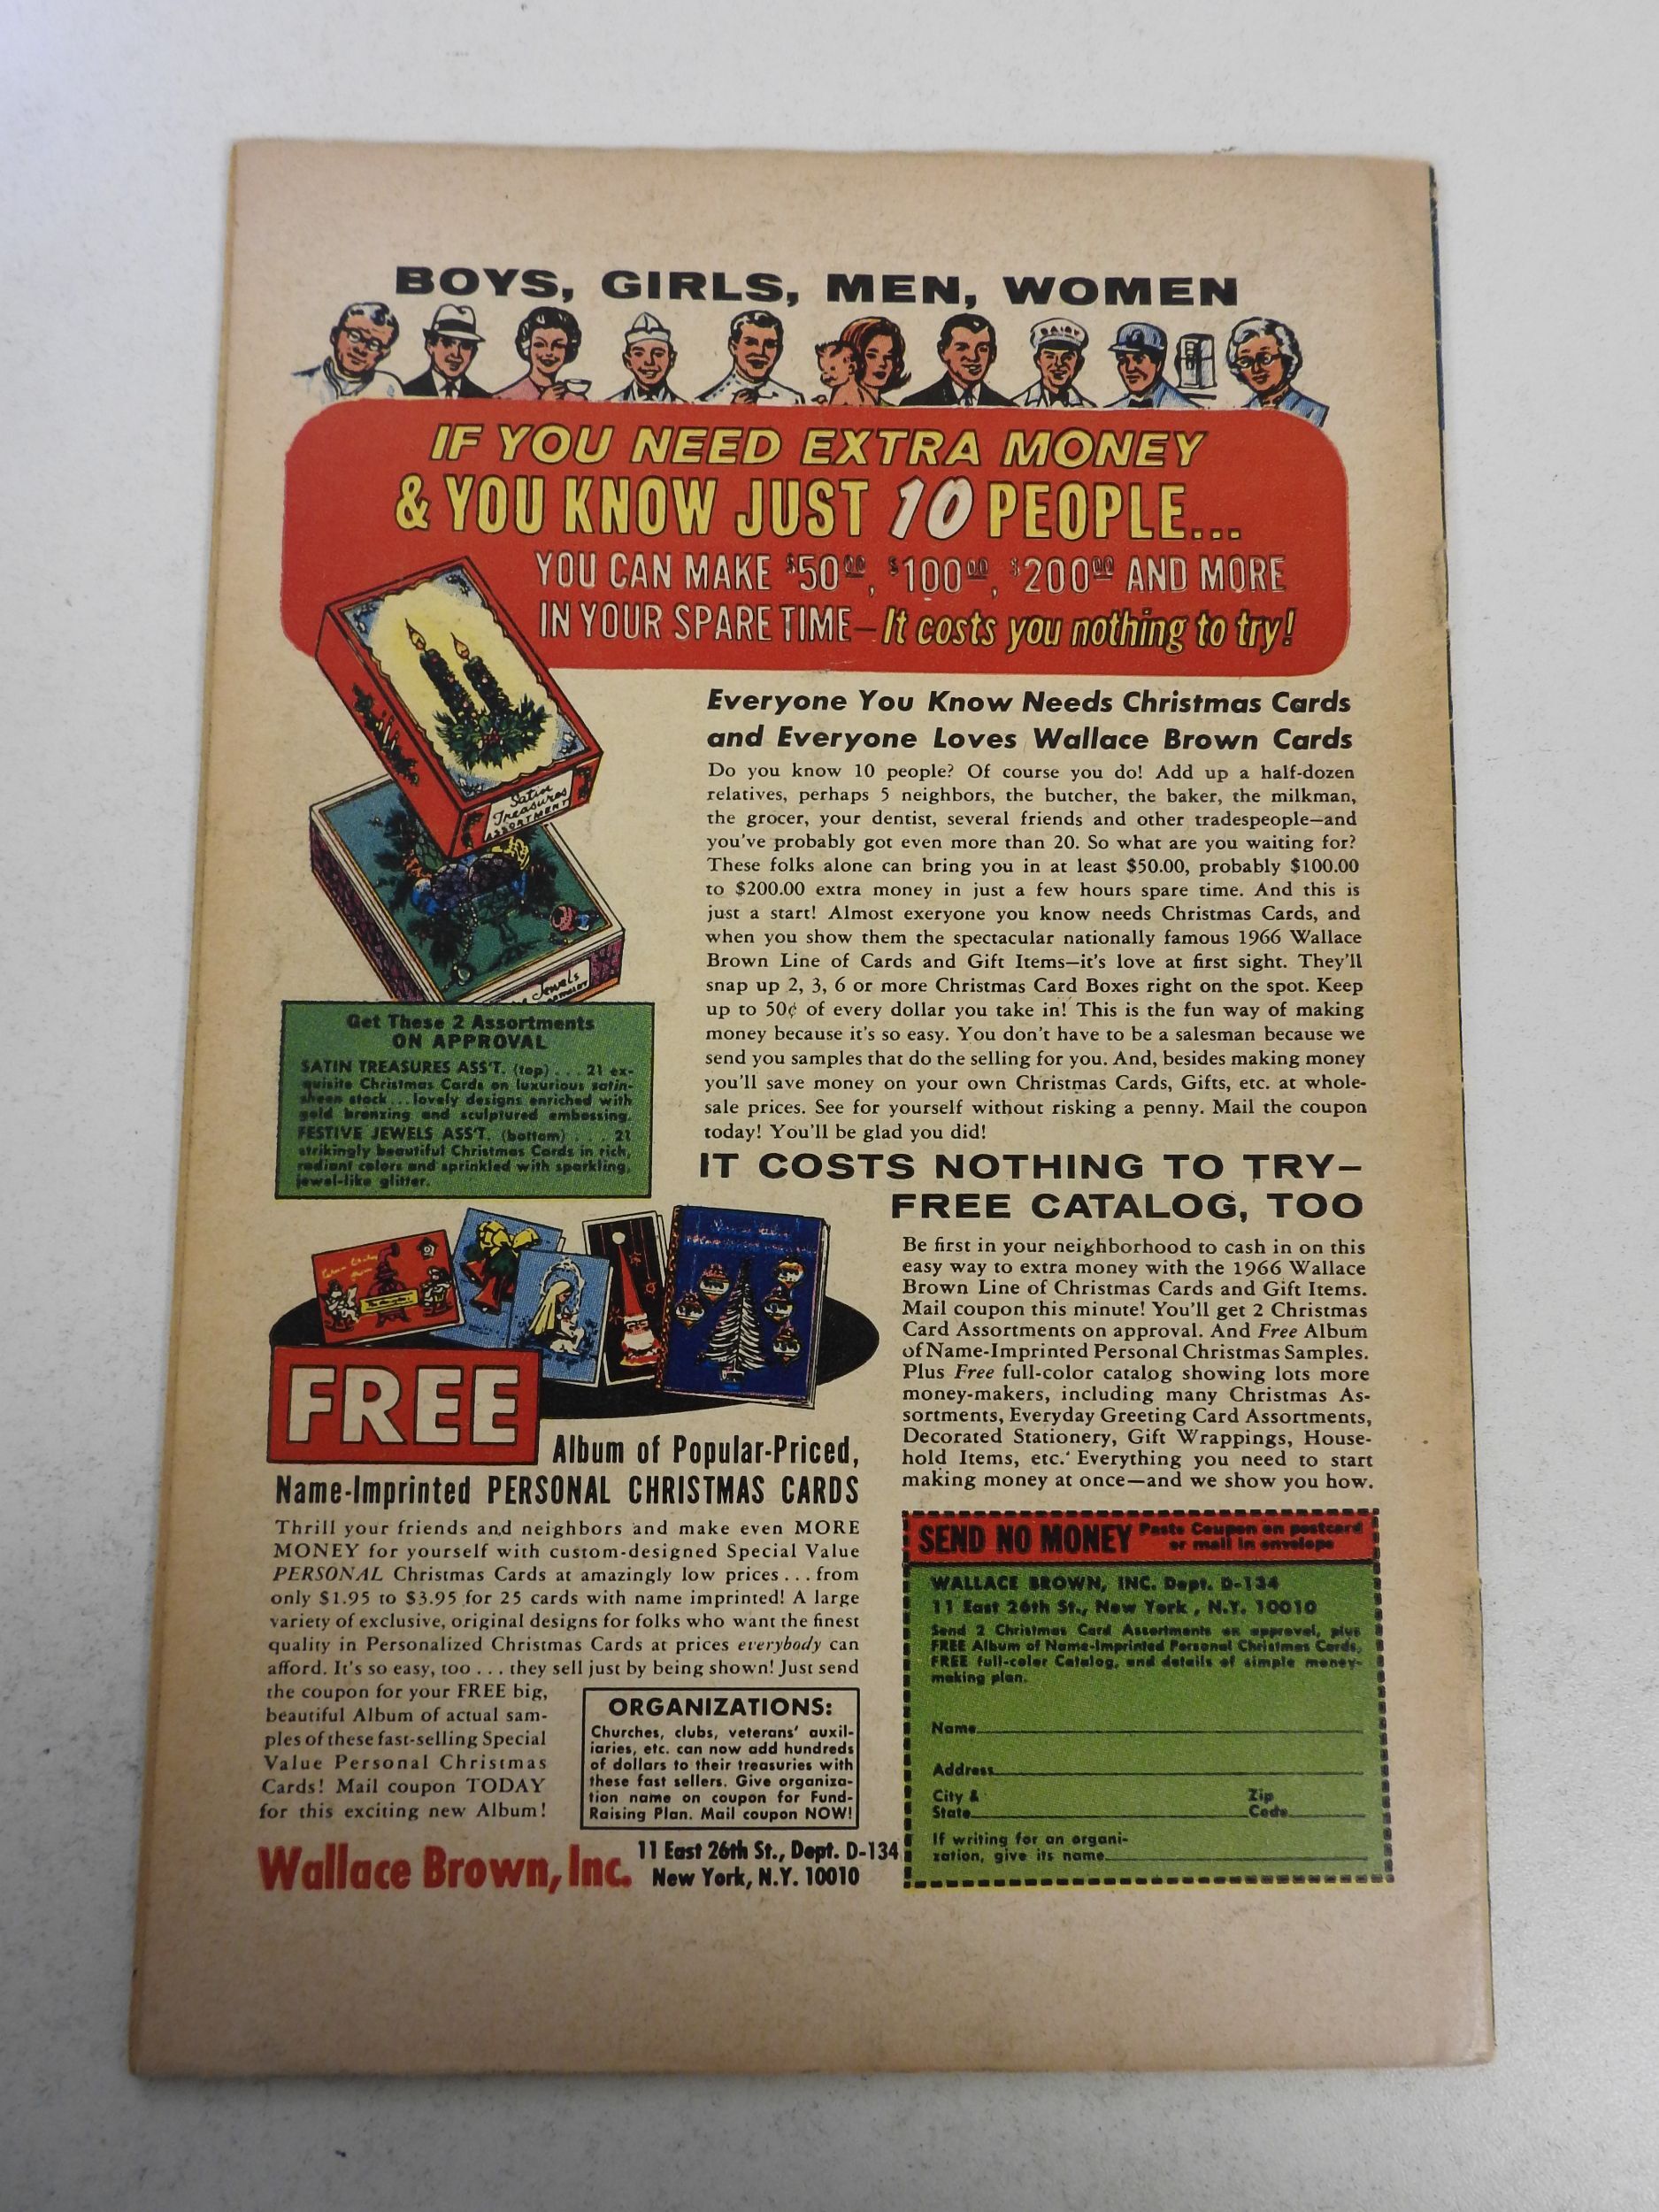 BOYS, GIRLS, MEN, WOMEN
DAIRY
IF YOU NEED EXTRA MONEY
& YOU KNOW JUST 10 PEOPLE...
YOU CAN MAKE $50⁰⁰, $100⁰⁰, $200⁰⁰ AND MORE
IN YOUR SPARE TIME—It costs you nothing to try!
Satin
Treasures
ASSORTMENT
Jewels
Get These 2 Assortments
ON APPROVAL
SATIN TREASURES ASS'T. (top) . . . 21 ex-
quisite Christmas Cards on luxurious satin-
sheen stock...lovely designs enriched with
gold bronzing and sculptured embossing.
FESTIVE JEWELS ASS'T. (bottom) . . . 21
strikingly beautiful Christmas Cards in rich,
radiant colors and sprinkled with sparkling,
jewel-like glitter.
Everyone You Know Needs Christmas Cards
and Everyone Loves Wallace Brown Cards
Do you know 10 people? Of course you do! Add up a half-dozen
relatives, perhaps 5 neighbors, the butcher, the baker, the milkman,
the grocer, your dentist, several friends and other tradespeople—and
you've probably got even more than 20. So what are you waiting for?
These folks alone can bring you in at least $50.00, probably $100.00
to $200.00 extra money in just a few hours spare time. And this is
just a start! Almost exeryone you know needs Christmas Cards, and
when you show them the spectacular nationally famous 1966 Wallace
Brown Line of Cards and Gift Items—it's love at first sight. They'll
snap up 2, 3, 6 or more Christmas Card Boxes right on the spot. Keep
up to 50¢ of every dollar you take in! This is the fun way of making
money because it's so easy. You don't have to be a salesman because we
send you samples that do the selling for you. And, besides making money
you'll save money on your own Christmas Cards, Gifts, etc. at whole-
sale prices. See for yourself without risking a penny. Mail the coupon
today! You'll be glad you did!
IT COSTS NOTHING TO TRY—
FREE CATALOG, TOO
Be first in your neighborhood to cash in on this
easy way to extra money with the 1966 Wallace
Brown Line of Christmas Cards and Gift Items.
Mail coupon this minute! You'll get 2 Christmas
Card Assortments on approval. And Free Album
of Name-Imprinted Personal Christmas Samples.
Plus Free full-color catalog showing lots more
money-makers, including many Christmas As-
sortments, Everyday Greeting Card Assortments,
Decorated Stationery, Gift Wrappings, House-
hold Items, etc. Everything you need to start
making money at once—and we show you how.
FREE
Album of Popular-Priced,
Name-Imprinted PERSONAL CHRISTMAS CARDS
Thrill your friends and neighbors and make even MORE
MONEY for yourself with custom-designed Special Value
PERSONAL Christmas Cards at amazingly low prices . . . from
only $1.95 to $3.95 for 25 cards with name imprinted! A large
variety of exclusive, original designs for folks who want the finest
quality in Personalized Christmas Cards at prices everybody can
afford. It's so easy, too . . . they sell just by being shown! Just send
the coupon for your FREE big,
beautiful Album of actual sam-
ples of these fast-selling Special
Value Personal Christmas
Cards! Mail coupon TODAY
for this exciting new Album!
ORGANIZATIONS:
Churches, clubs, veterans' auxil-
iaries, etc. can now add hundreds
of dollars to their treasuries with
these fast sellers. Give organiza-
tion name on coupon for Fund-
Raising Plan. Mail coupon NOW!
Wallace Brown, Inc.
11 East 26th St., Dept. D-134
New York, N.Y. 10010
SEND NO MONEY Paste Coupon on postcard
or mail in envelope
WALLACE BROWN, INC. Dept. D-134
11 East 26th St., New York, N.Y. 10010
Send 2 Christmas Card Assortments on approval, plus
FREE Album of Name-Imprinted Personal Christmas Cards,
FREE full-color Catalog, and details of simple money-
making plan.
Name
Address
City & Zip
State Code
If writing for an organi-
zation, give its name